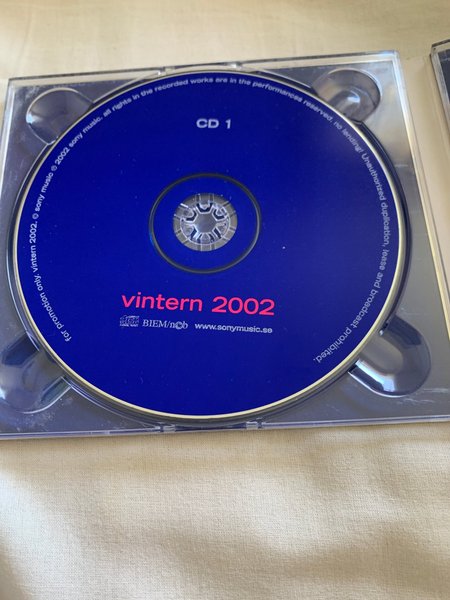 CD 1
for promotion only. vintern 2002. © sony music ℗ 2002 sony music. all rights in the recorded works are in the performances reserved. no lending! Unauthorized duplication, lease and broadcast prohibited.
vintern 2002
BIEM/n©b www.sonymusic.se